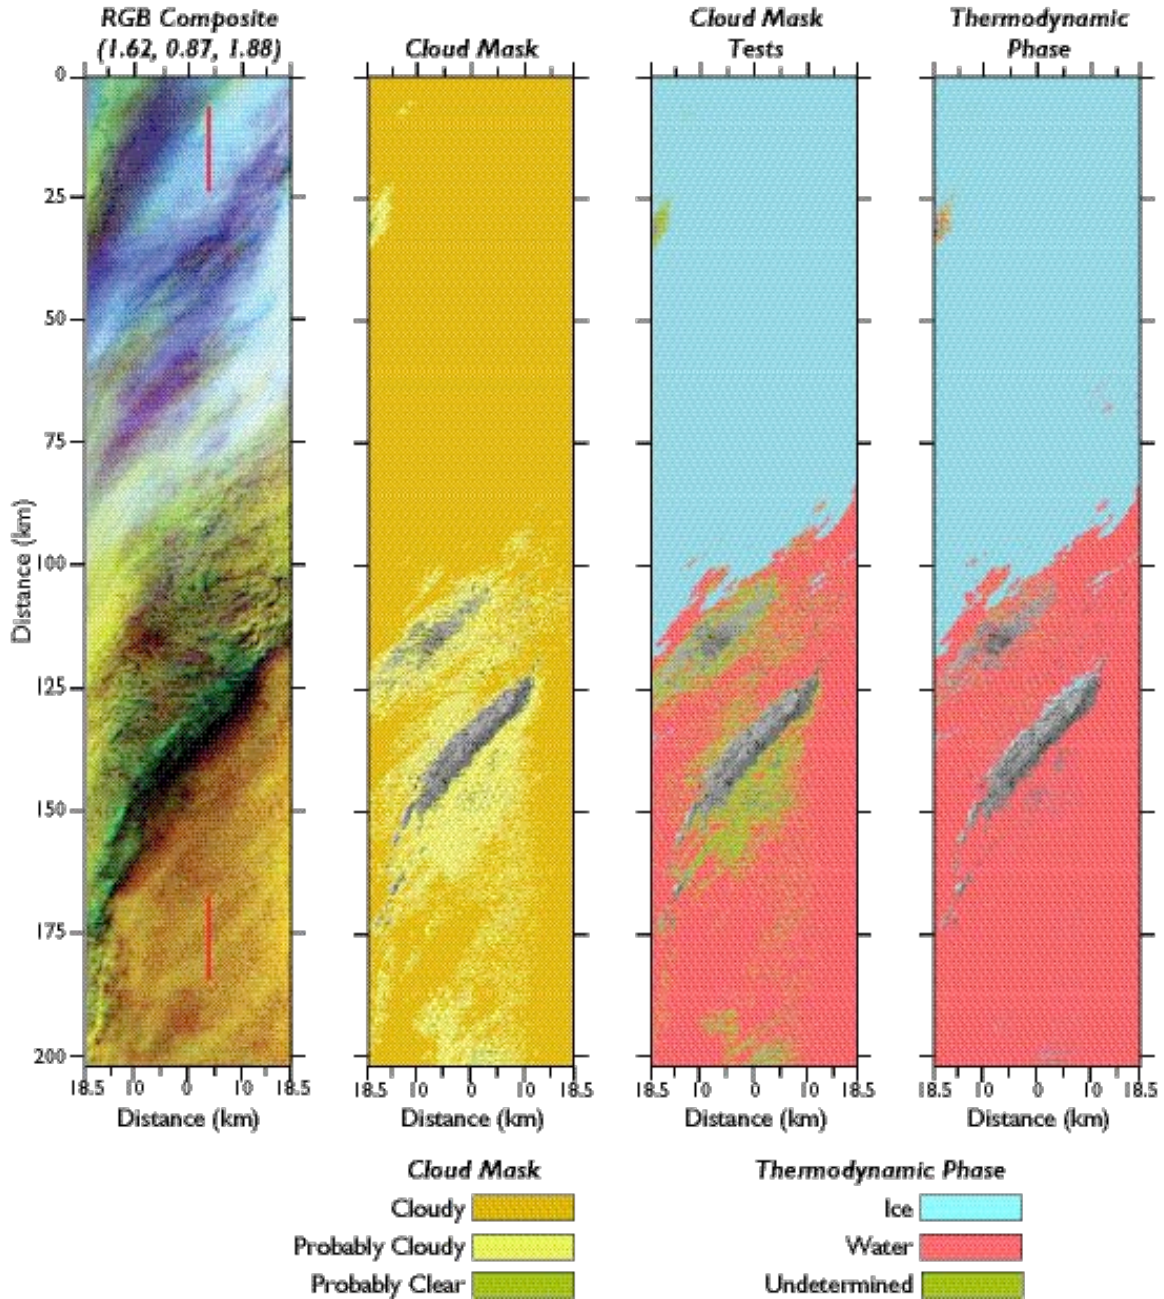 RGB Composite
(1.62, 0.87, 1.88)
Cloud Mask
Cloud Mask
Tests
Thermodynamic
Phase
0
25
50
75
100
125
150
175
200
Distance (km)
18.5 10 0 10 18.5
18.5 10 0 10 18.5
18.5 10 0 10 18.5
18.5 10 0 10 18.5
Distance (km)
Distance (km)
Distance (km)
Distance (km)
Cloud Mask
Cloudy
Probably Cloudy
Probably Clear
Thermodynamic Phase
Ice
Water
Undetermined